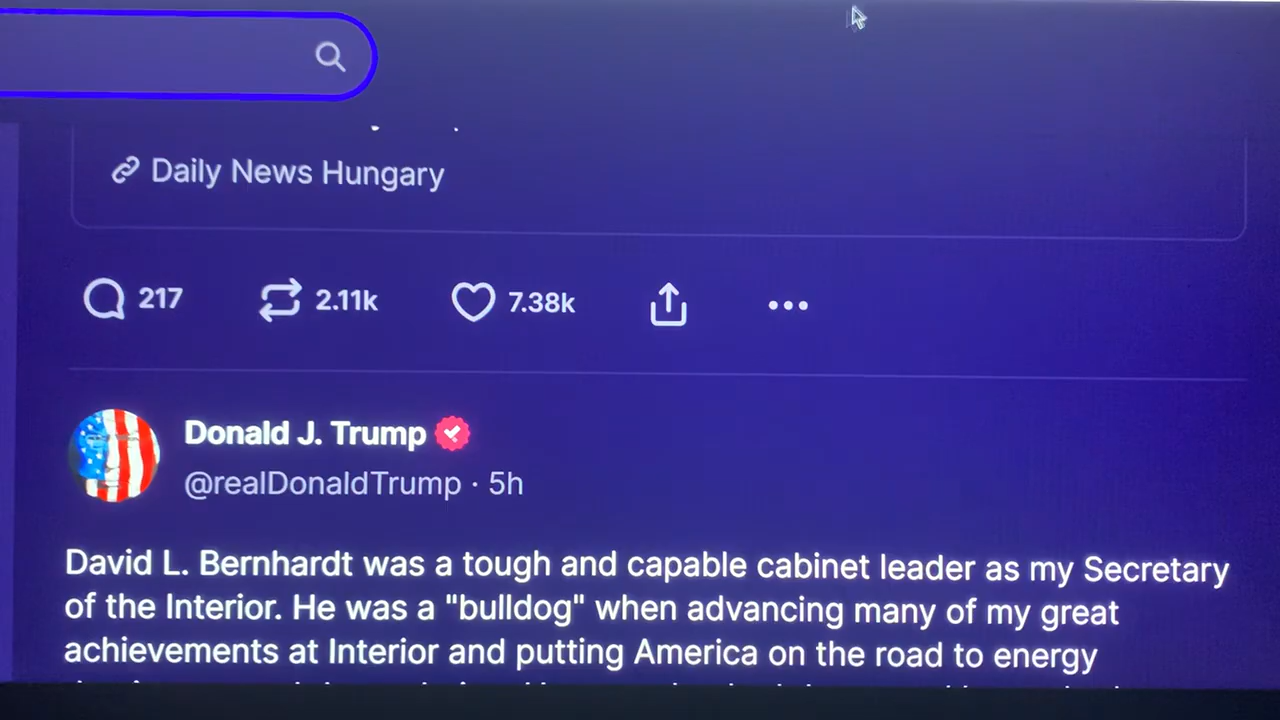 Daily News Hungary
217 2.11k 7.38k
Donald J. Trump
@realDonaldTrump · 5h
David L. Bernhardt was a tough and capable cabinet leader as my Secretary
of the Interior. He was a "bulldog" when advancing many of my great
achievements at Interior and putting America on the road to energy